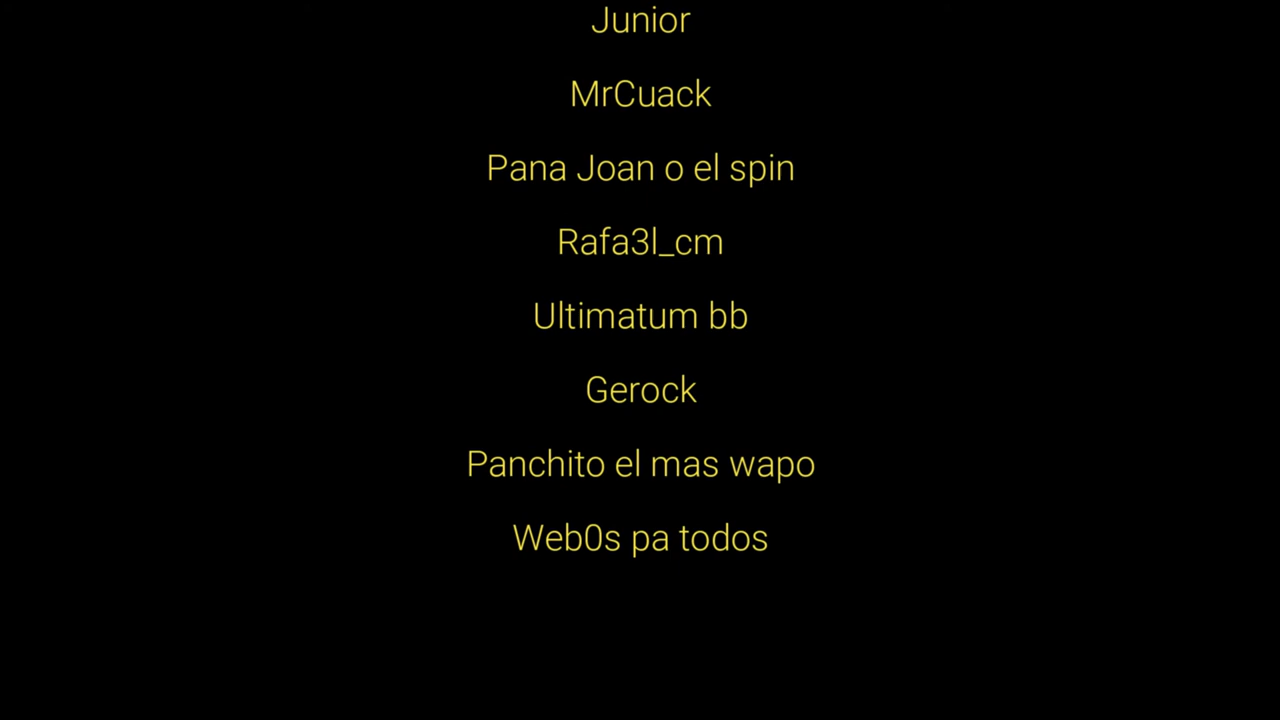 Junior
MrCuack
Pana Joan o el spin
Rafa3l_cm
Ultimatum bb
Gerock
Panchito el mas wapo
Web0s pa todos